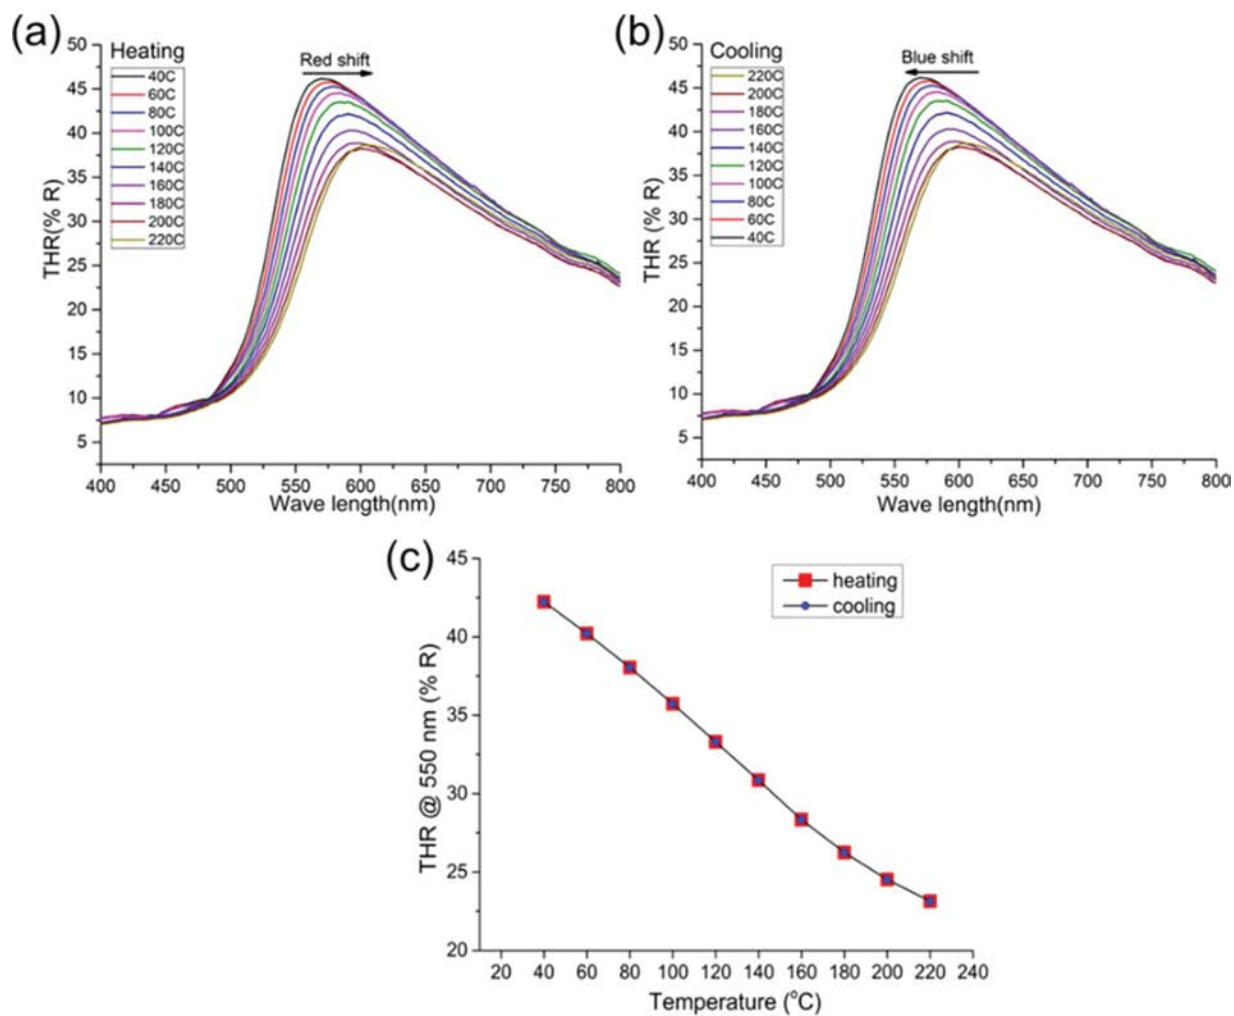 (a)
Heating
Red shift
40C
60C
80C
100C
120C
140C
160C
180C
200C
220C
THR(% R)
50
45
40
35
30
25
20
15
10
5
400 450 500 550 600 650 700 750 800
Wave length(nm)
(b)
Cooling
Blue shift
220C
200C
180C
160C
140C
120C
100C
80C
60C
40C
THR (% R)
50
45
40
35
30
25
20
15
10
5
400 450 500 550 600 650 700 750 800
Wave length(nm)
(c)
heating
cooling
THR @ 550 nm (% R)
45
40
35
30
25
20
20 40 60 80 100 120 140 160 180 200 220 240
Temperature (°C)